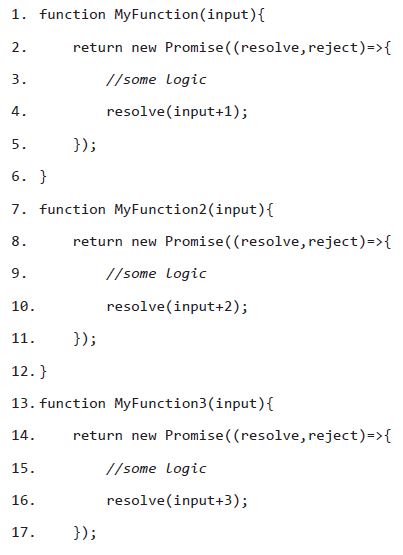 1. function MyFunction(input){
2.     return new Promise((resolve,reject)=>{
3.         //some logic
4.         resolve(input+1);
5.     });
6. }
7. function MyFunction2(input){
8.     return new Promise((resolve,reject)=>{
9.         //some logic
10.         resolve(input+2);
11.     });
12. }
13. function MyFunction3(input){
14.     return new Promise((resolve,reject)=>{
15.         //some logic
16.         resolve(input+3);
17.     });